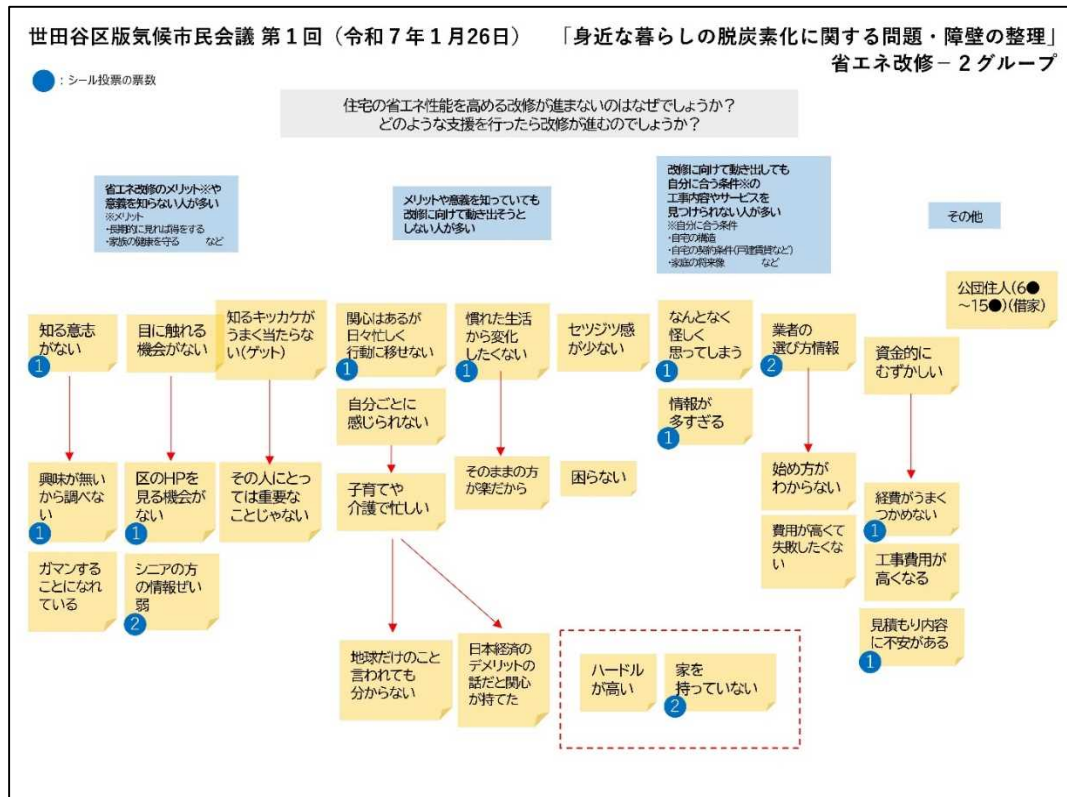 世田谷区版気候市民会議 第1回（令和7年1月26日） 「身近な暮らしの脱炭素化に関する問題・障壁の整理」
省エネ改修－2グループ
：シール投票の票数
住宅の省エネ性能を高める改修が進まないのはなぜでしょうか？
どのような支援を行ったら改修が進むのでしょうか？
省エネ改修のメリット※や
意義を知らない人が多い
※メリット
・長期的に見れば得をする
・家族の健康を守る など
メリットや意義を知っていても
改修に向けて動き出そうと
しない人が多い
改修に向けて動き出しても
自分に合う条件※の
工事内容やサービスを
見つけられない人が多い
※自分に合う条件
・自宅の構造
・自宅の契約条件(戸建賃貸など)
・家庭の将来像 など
その他
公団住人(6●
～15●)(借家)
知る意志
がない
1
目に触れる
機会がない
知るキッカケが
うまく当たらな
い(ゲット)
関心はあるが
日々忙しく
行動に移せない
1
慣れた生活
から変化
したくない
1
セツジツ感
が少ない
なんとなく
怪しく
思ってしまう
1
業者の
選び方情報
2
資金的に
むずかしい
自分ごとに
感じられない
情報が
多すぎる
1
興味が無い
から調べな
い
1
区のHPを
見る機会が
ない
1
その人にとっ
ては重要な
ことじゃない
子育てや
介護で忙しい
そのままの方
が楽だから
困らない
始め方が
わからない
経費がうまく
つかめない
1
ガマンする
ことになれ
ている
シニアの方
の情報ぜい
弱
2
費用が高くて
失敗したくな
い
工事費用が
高くなる
見積もり内容
に不安がある
1
地球だけのこと
言われても
分からない
日本経済の
デメリットの
話だと関心
が持てた
ハードル
が高い
家を
持っていない
2